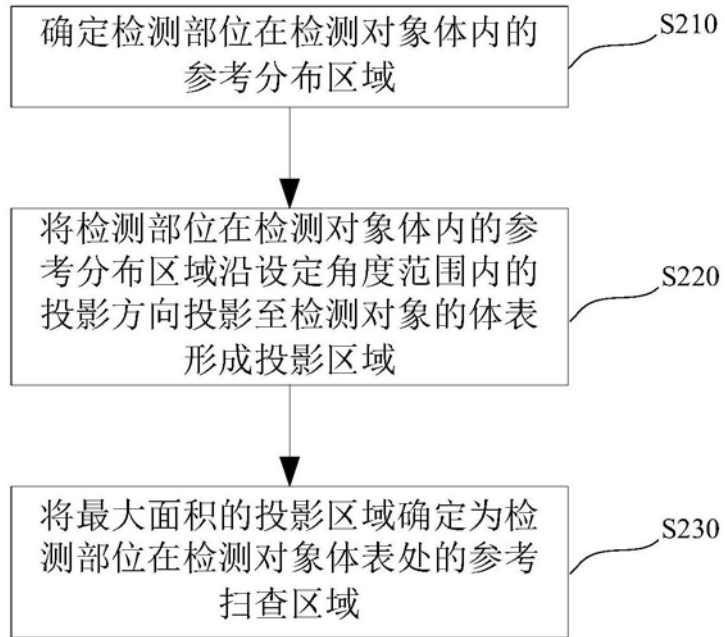 确定检测部位在检测对象体内的
参考分布区域
S210
将检测部位在检测对象体内的参
考分布区域沿设定角度范围内的
投影方向投影至检测对象的体表
形成投影区域
S220
将最大面积的投影区域确定为检
测部位在检测对象体表处的参考
扫查区域
S230